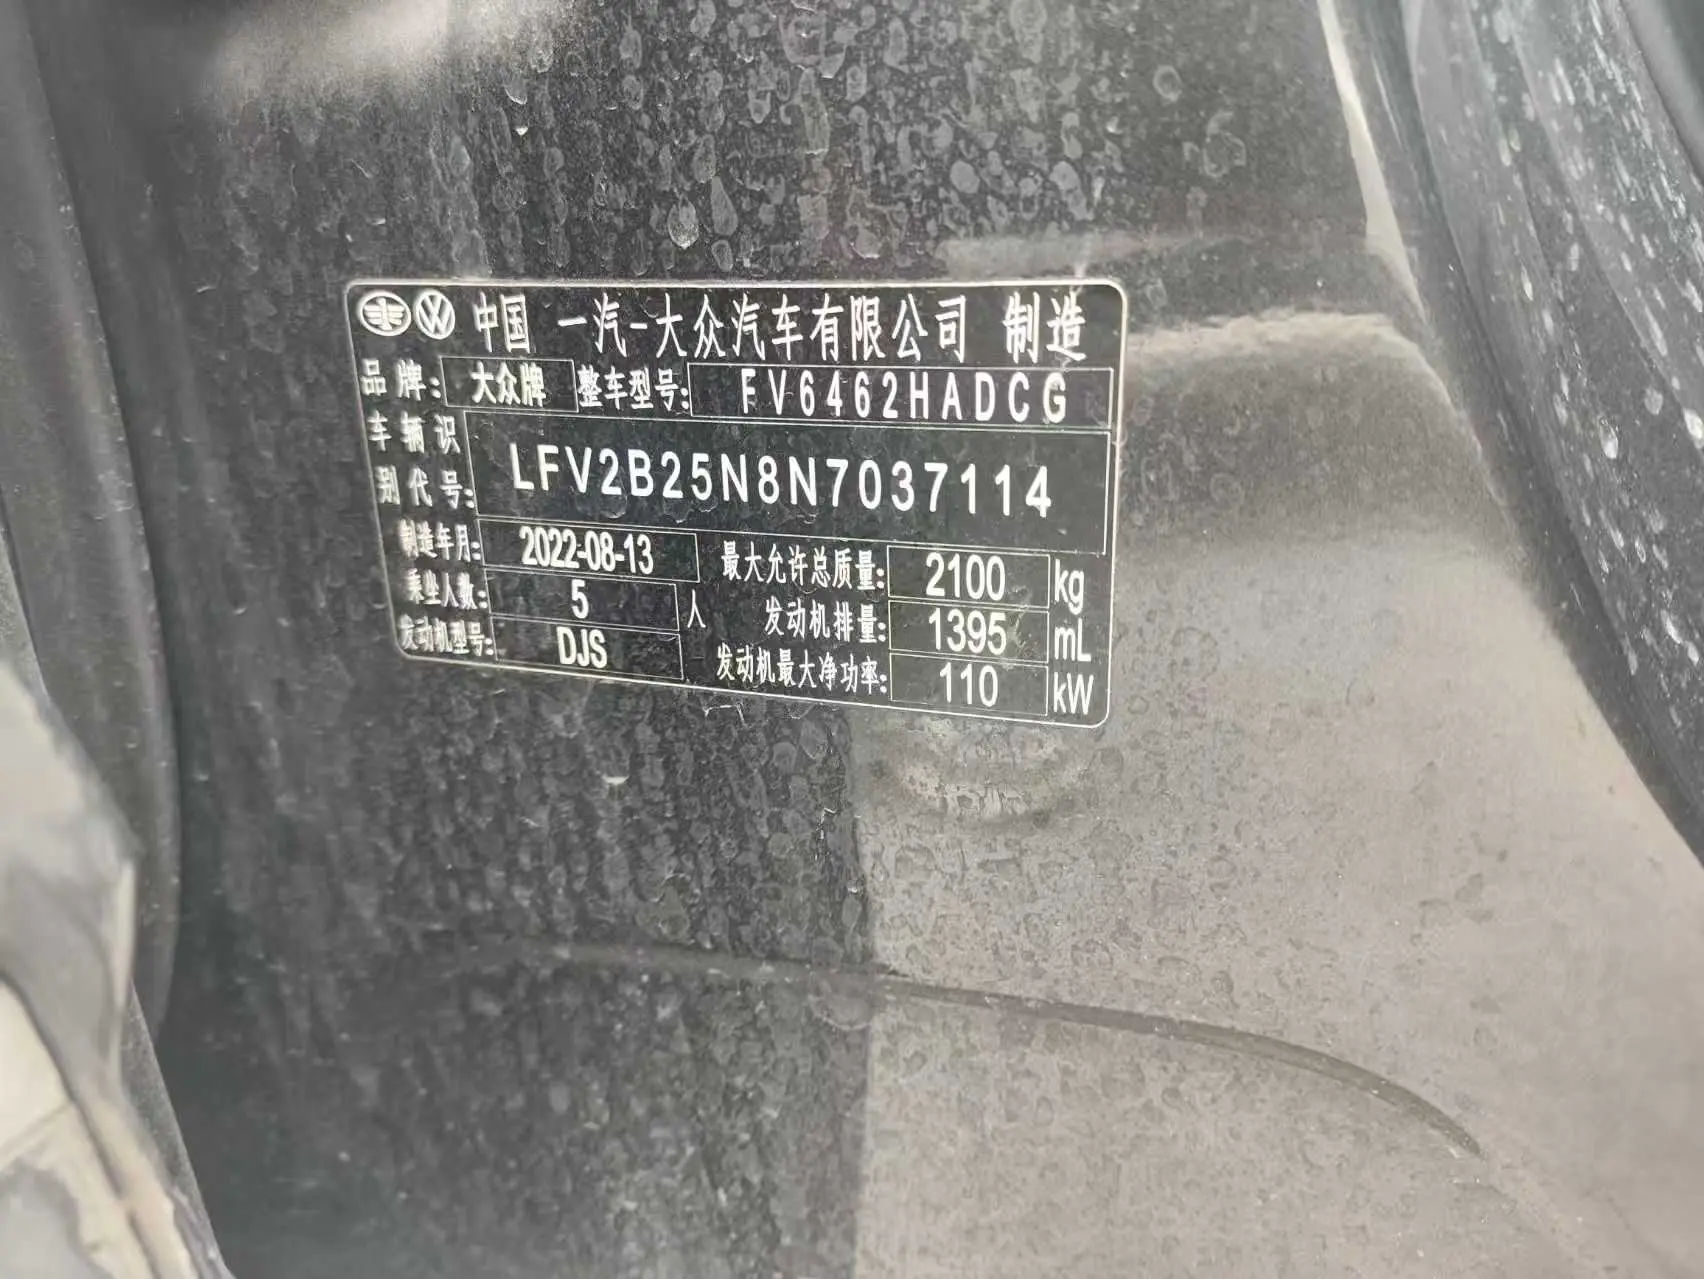 中国 一汽-大众汽车有限公司 制造
品牌: 大众牌 整车型号: FV6462HADCG
车辆识别代号: LFV2B25N8N7037114
制造年月: 2022-08-13 最大允许总质量: 2100 kg
乘坐人数: 5 人 发动机排量: 1395 mL
发动机型号: DJS 发动机最大净功率: 110 kW